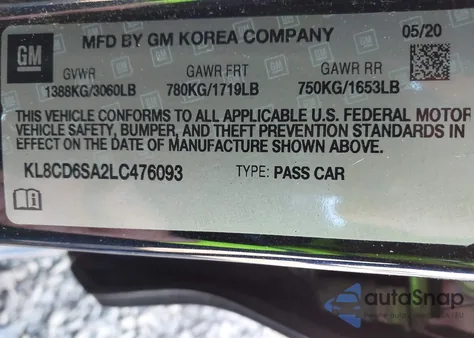 GM
MFD BY GM KOREA COMPANY 05/20
GVWR GAWR FRT GAWR RR
1388KG/3060LB 780KG/1719LB 750KG/1653LB
THIS VEHICLE CONFORMS TO ALL APPLICABLE U.S. FEDERAL MOTOR
VEHICLE SAFETY, BUMPER, AND THEFT PREVENTION STANDARDS IN
EFFECT ON THE DATE OF MANUFACTURE SHOWN ABOVE.
KL8CD6SA2LC476093 TYPE: PASS CAR
autoSnap